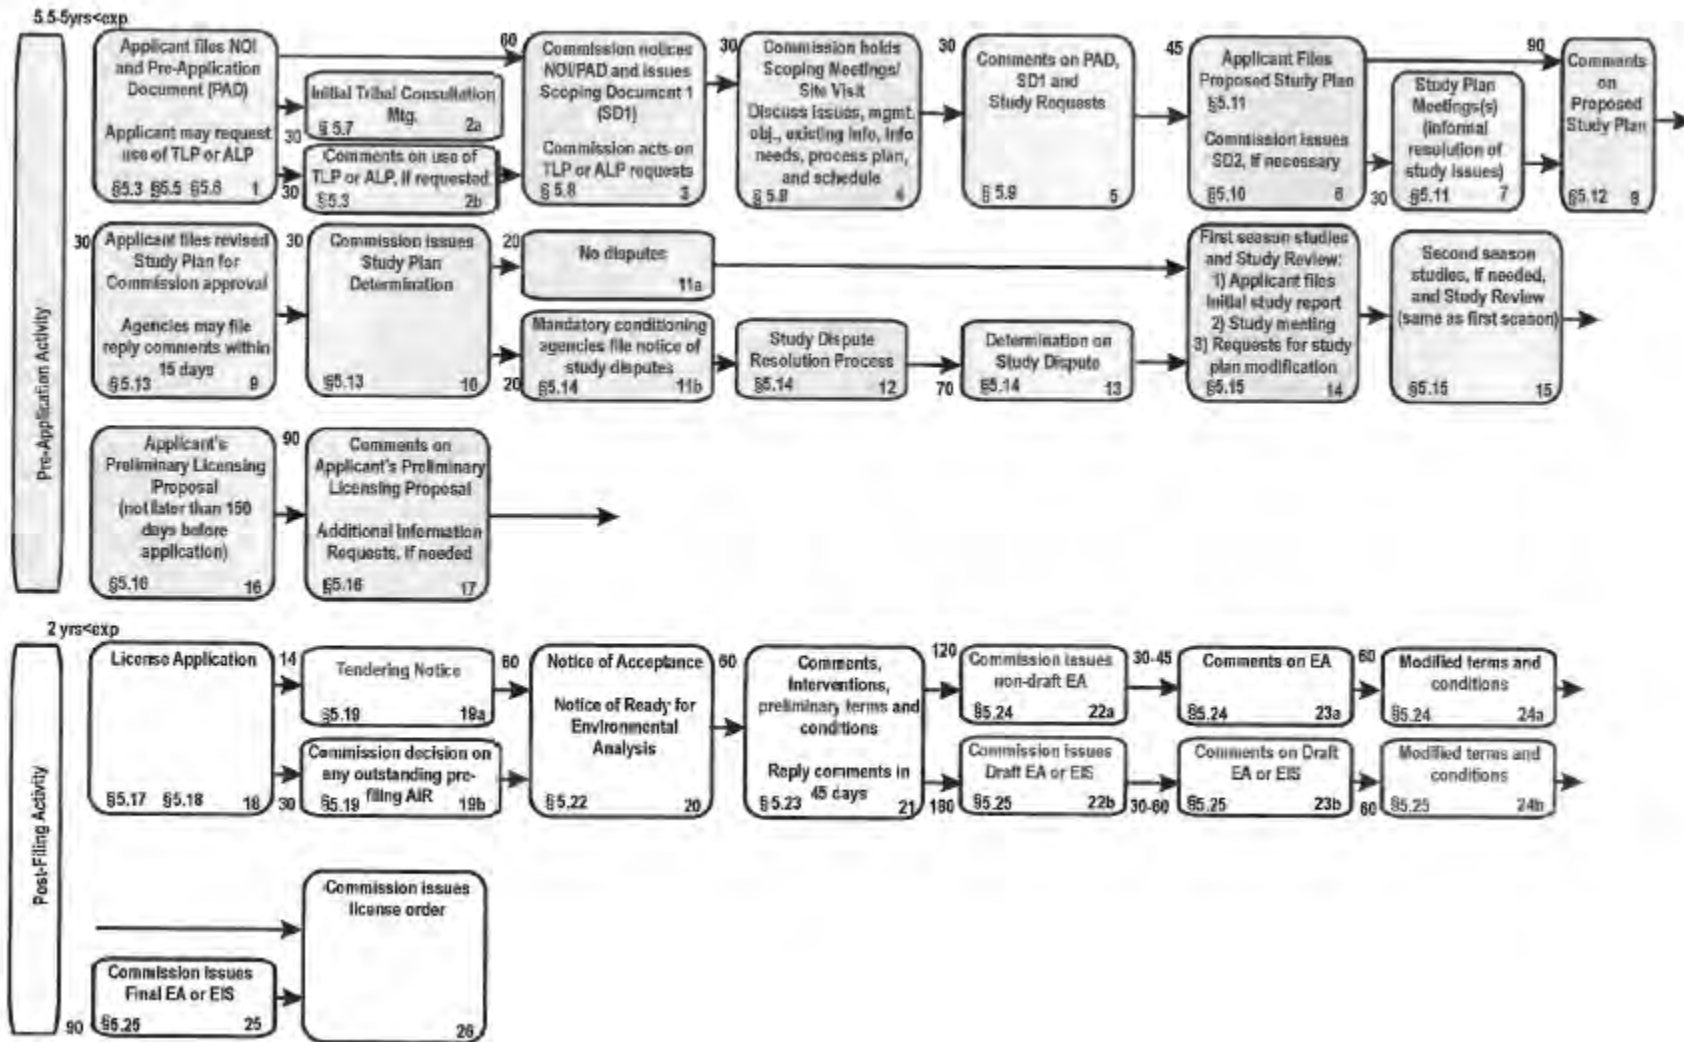 5.5-5yrs<exp
Pre-Application Activity
Applicant files NOI
and Pre-Application
Document (PAD)
Applicant may request
use of TLP or ALP
§5.3 §5.5 §5.6 1
30
Initial Tribal Consultation
Mtg.
§ 5.7 2a
30
Comments on use of
TLP or ALP, if requested
§5.3 2b
60
Commission notices
NOI/PAD and issues
Scoping Document 1
(SD1)
Commission acts on
TLP or ALP requests
§ 5.8 3
30
Commission holds
Scoping Meetings/
Site Visit
Discuss issues, mgmt.
obj., existing info, info
needs, process plan,
and schedule
§ 5.8 4
30
Comments on PAD,
SD1 and
Study Requests
§ 5.9 5
45
Applicant Files
Proposed Study Plan
§5.11
Commission issues
SD2, if necessary
§5.10 6
30
Study Plan
Meetings(s)
(informal
resolution of
study issues)
§5.11 7
90
Comments
on
Proposed
Study Plan
§5.12 8
30
Applicant files revised
Study Plan for
Commission approval
Agencies may file
reply comments within
15 days
§5.13 9
30
Commission issues
Study Plan
Determination
§5.13 10
20
No disputes
11a
20
Mandatory conditioning
agencies file notice of
study disputes
§5.14 11b
Study Dispute
Resolution Process
§5.14 12
70
Determination on
Study Dispute
§5.14 13
First season studies
and Study Review:
1) Applicant files
initial study report
2) Study meeting
3) Requests for study
plan modification
§5.15 14
Second season
studies, if needed,
and Study Review
(same as first season)
§5.15 15
Applicant's
Preliminary Licensing
Proposal
(not later than 150
days before
application)
§5.16 16
90
Comments on
Applicant's Preliminary
Licensing Proposal
Additional Information
Requests, if needed
§5.16 17
2 yrs<exp
Post-Filing Activity
License Application
§5.17 §5.18 18
14
Tendering Notice
§5.19 19a
30
Commission decision on
any outstanding pre-
filing AIR
§5.19 19b
60
Notice of Acceptance
Notice of Ready for
Environmental
Analysis
§5.22 20
60
Comments,
Interventions,
preliminary terms and
conditions
Reply comments in
45 days
§5.23 21
120
Commission issues
non-draft EA
§5.24 22a
30-45
Comments on EA
§5.24 23a
60
Modified terms and
conditions
§5.24 24a
180
Commission issues
Draft EA or EIS
§5.25 22b
30-60
Comments on Draft
EA or EIS
§5.25 23b
60
Modified terms and
conditions
§5.25 24b
90
Commission issues
Final EA or EIS
§5.25 25
Commission issues
license order
26